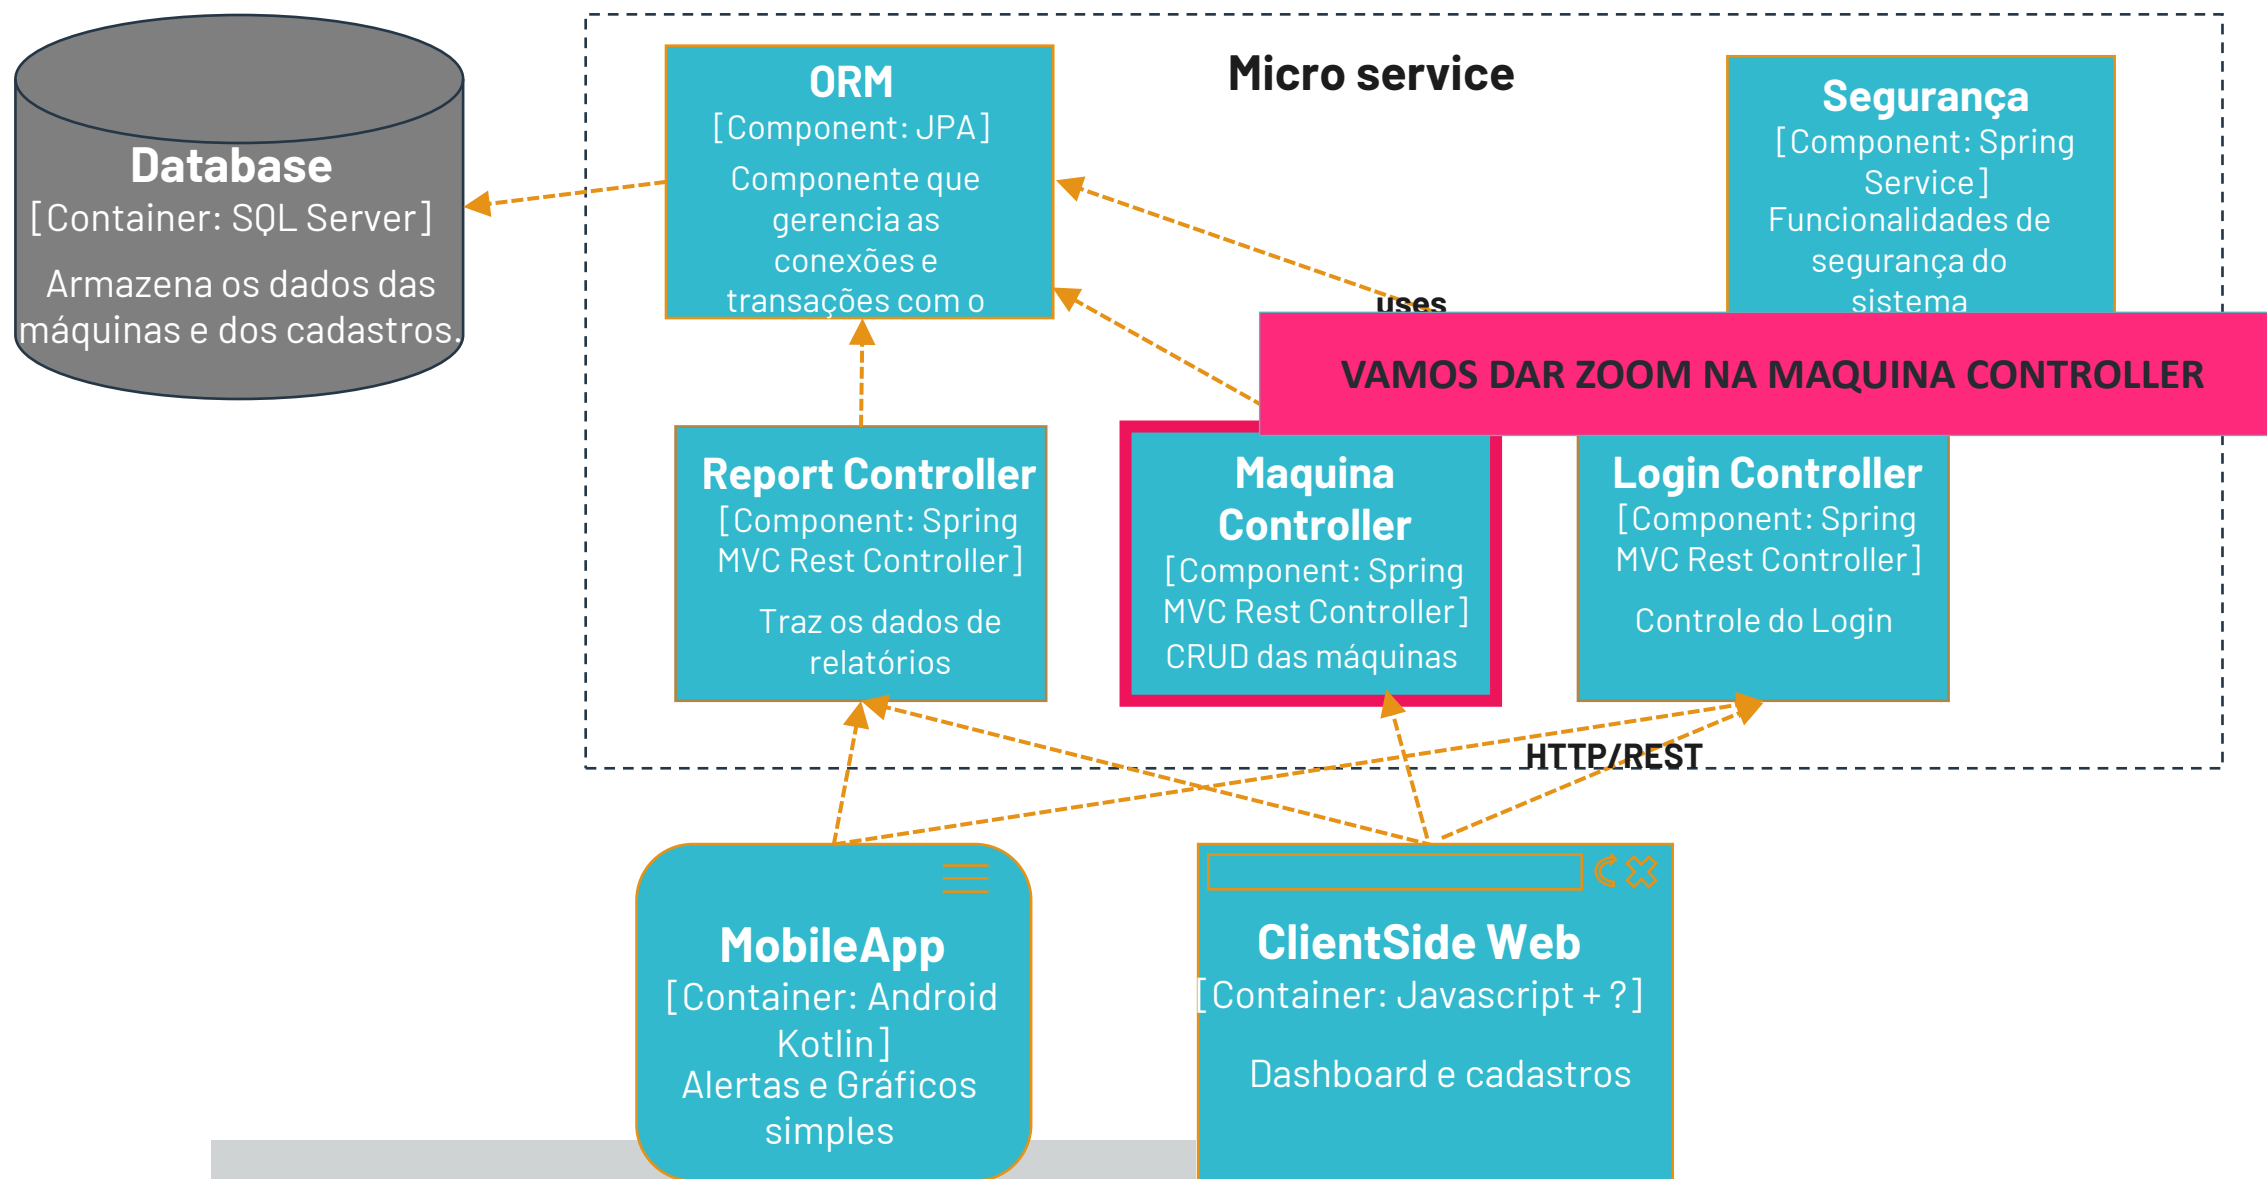 Micro service
Database
[Container: SQL Server]
Armazena os dados das
máquinas e dos cadastros.
ORM
[Component: JPA]
Componente que
gerencia as
conexões e
transações com o
Segurança
[Component: Spring
Service]
Funcionalidades de
segurança do
sistema
uses
VAMOS DAR ZOOM NA MAQUINA CONTROLLER
Report Controller
[Component: Spring
MVC Rest Controller]
Traz os dados de
relatórios
Maquina
Controller
[Component: Spring
MVC Rest Controller]
CRUD das máquinas
Login Controller
[Component: Spring
MVC Rest Controller]
Controle do Login
HTTP/REST
MobileApp
[Container: Android
Kotlin]
Alertas e Gráficos
simples
ClientSide Web
[Container: Javascript + ?]
Dashboard e cadastros